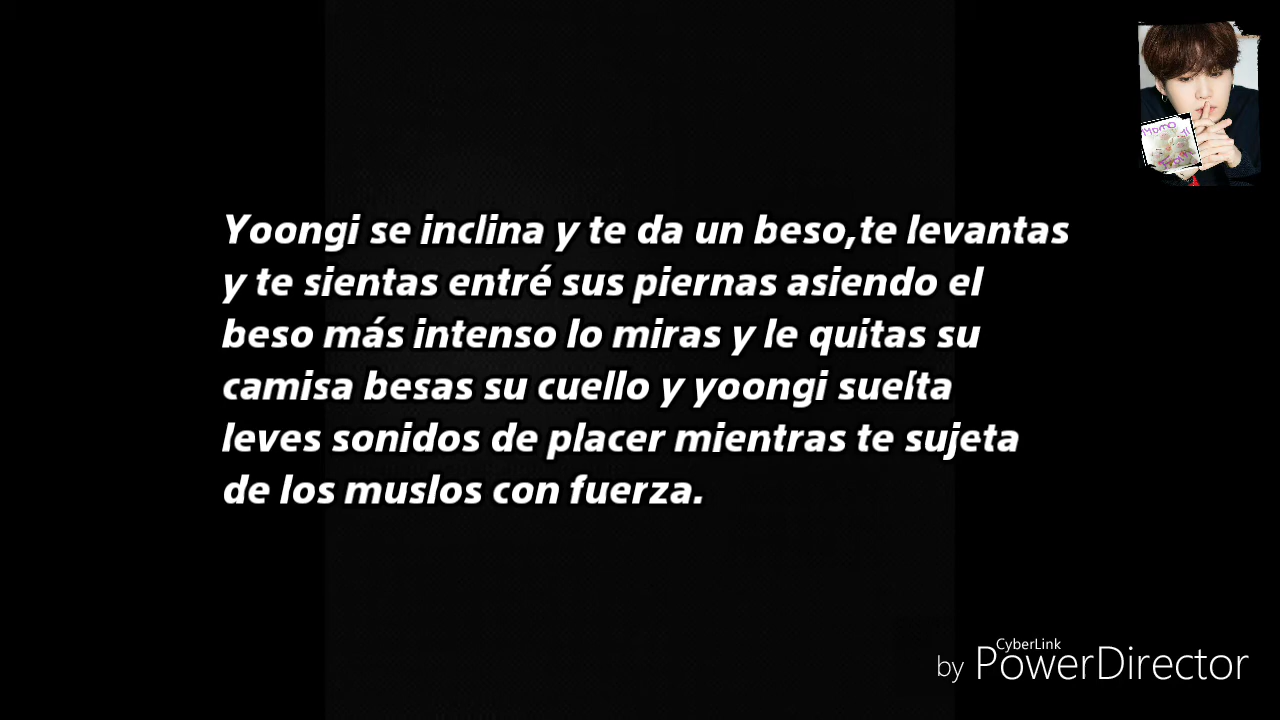 Yoongi se inclina y te da un beso,te levantas
y te sientas entré sus piernas asiendo el
beso más intenso lo miras y le quitas su
camisa besas su cuello y yoongi suelta
leves sonidos de placer mientras te sujeta
de los muslos con fuerza.
CyberLink
by PowerDirector